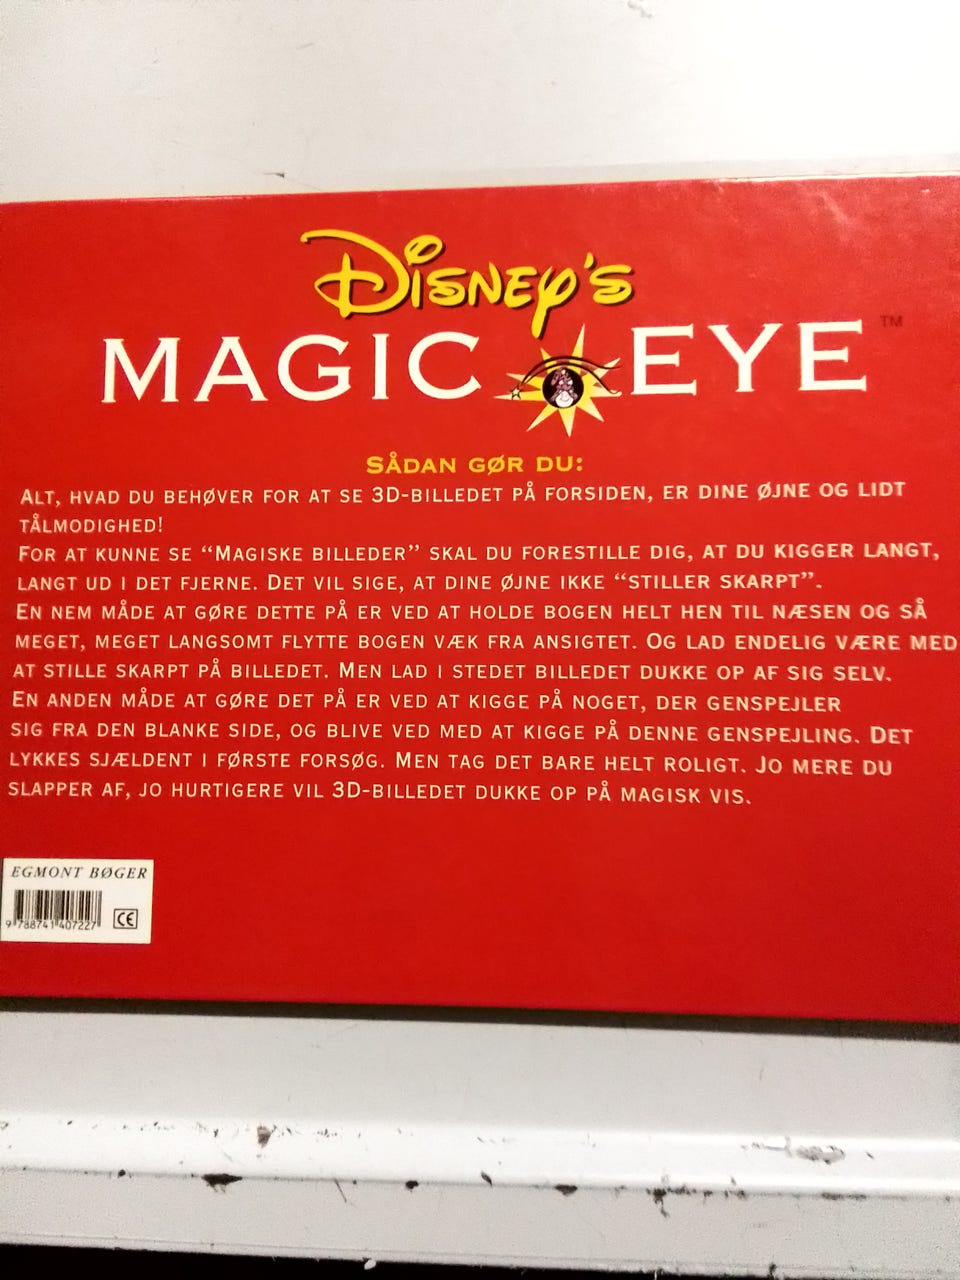 Disney's
MAGIC EYE™
SÅDAN GØR DU:
ALT, HVAD DU BEHØVER FOR AT SE 3D-BILLEDET PÅ FORSIDEN, ER DINE ØJNE OG LIDT
TÅLMODIGHED!
FOR AT KUNNE SE “MAGISKE BILLEDER” SKAL DU FORESTILLE DIG, AT DU KIGGER LANGT,
LANGT UD I DET FJERNE. DET VIL SIGE, AT DINE ØJNE IKKE “STILLER SKARPT”.
EN NEM MÅDE AT GØRE DETTE PÅ ER VED AT HOLDE BOGEN HELT HEN TIL NÆSEN OG SÅ
MEGET, MEGET LANGSOMT FLYTTE BOGEN VÆK FRA ANSIGTET. OG LAD ENDELIG VÆRE MED
AT STILLE SKARPT PÅ BILLEDET. MEN LAD I STEDET BILLEDET DUKKE OP AF SIG SELV.
EN ANDEN MÅDE AT GØRE DET PÅ ER VED AT KIGGE PÅ NOGET, DER GENSPEJLER
SIG FRA DEN BLANKE SIDE, OG BLIVE VED MED AT KIGGE PÅ DENNE GENSPEJLING. DET
LYKKES SJÆLDENT I FØRSTE FORSØG. MEN TAG DET BARE HELT ROLIGT. JO MERE DU
SLAPPER AF, JO HURTIGERE VIL 3D-BILLEDET DUKKE OP PÅ MAGISK VIS.
EGMONT BØGER
9 788741 407227 CE